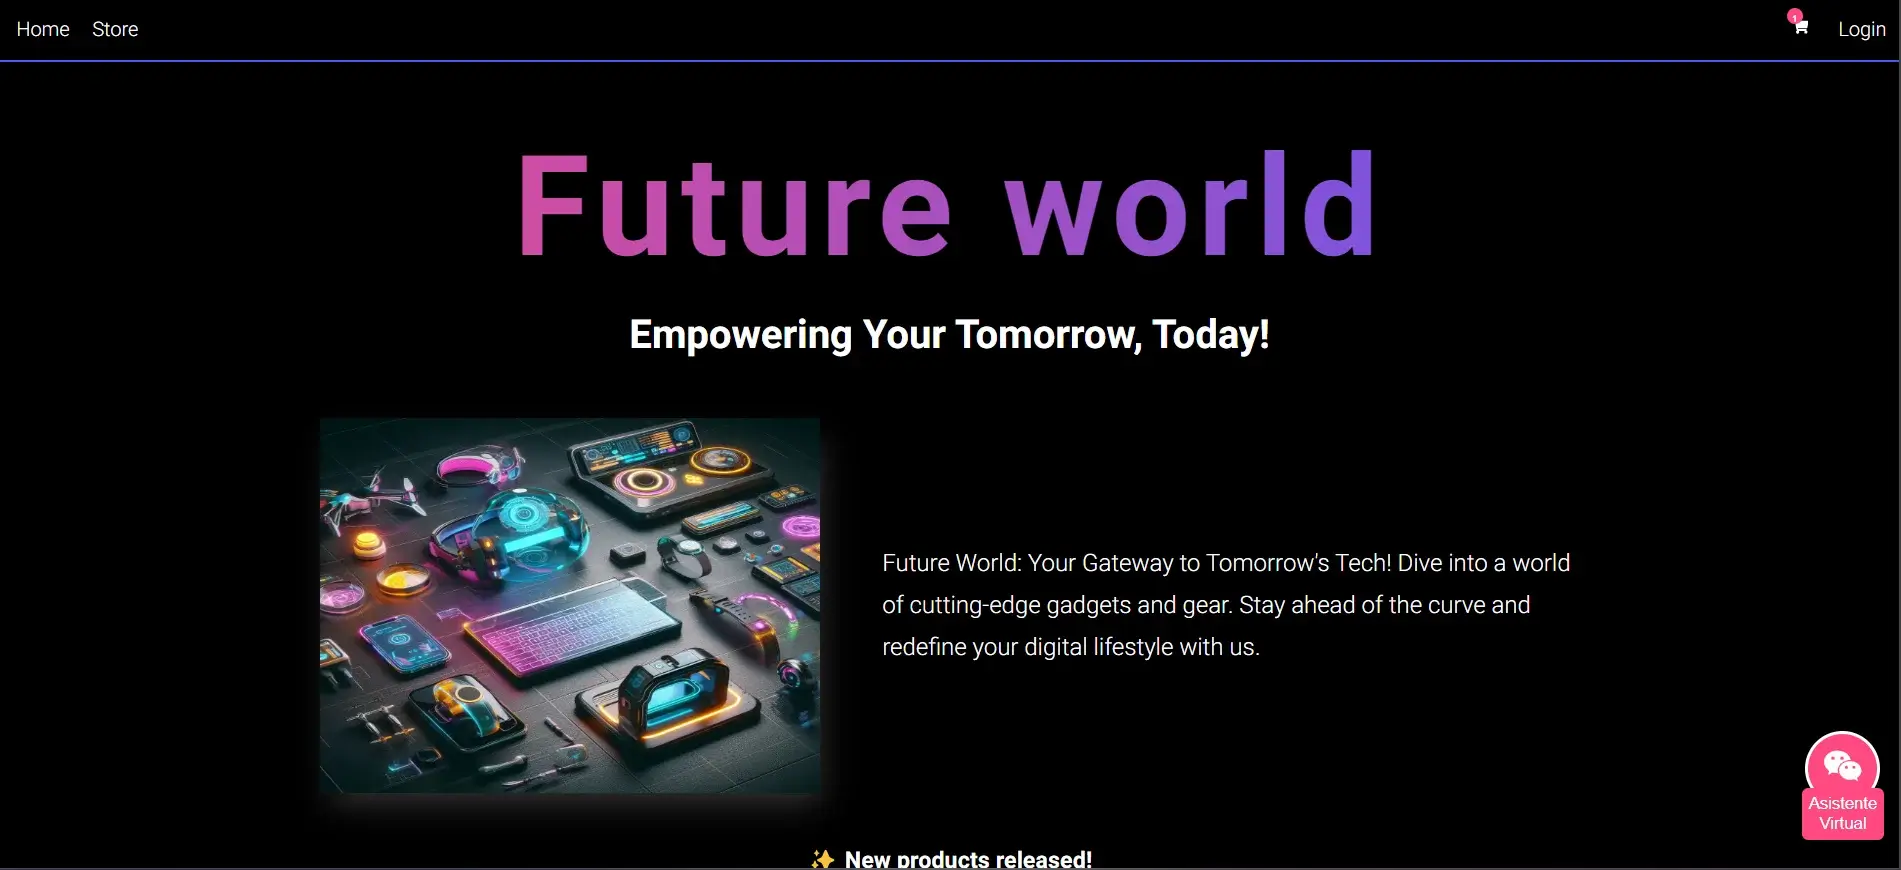 Home Store
1
Login
Future world
Empowering Your Tomorrow, Today!
Future World: Your Gateway to Tomorrow's Tech! Dive into a world
of cutting-edge gadgets and gear. Stay ahead of the curve and
redefine your digital lifestyle with us.
Asistente
Virtual
✨ New products released!